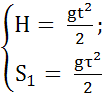 H = gt²/2;
S₁ = gτ²/2